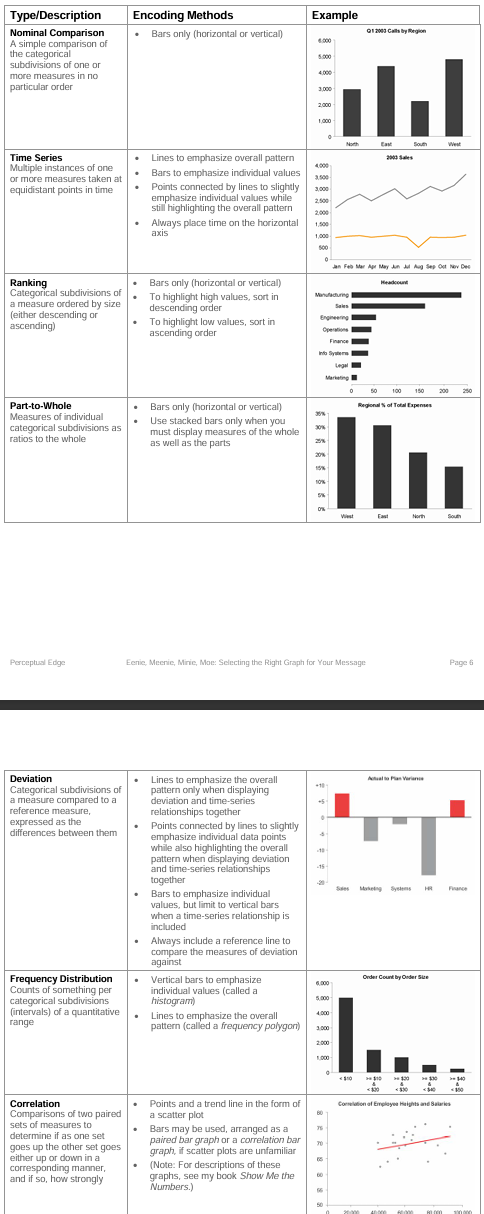 Type/Description
Encoding Methods
Example
Nominal Comparison
A simple comparison of
the categorical
subdivisions of one or
more measures in no
particular order
• Bars only (horizontal or vertical)
Q1 2003 Calls by Region
6,000
5,000
4,000
3,000
2,000
1,000
0
North East South West
Time Series
Multiple instances of one
or more measures taken at
equidistant points in time
• Lines to emphasize overall pattern
• Bars to emphasize individual values
• Points connected by lines to slightly
emphasize individual values while
still highlighting the overall pattern
• Always place time on the horizontal
axis
2003 Sales
4,000
3,500
3,000
2,500
2,000
1,500
1,000
500
0
Jan Feb Mar Apr May Jun Jul Aug Sep Oct Nov Dec
Ranking
Categorical subdivisions of
a measure ordered by size
(either descending or
ascending)
• Bars only (horizontal or vertical)
• To highlight high values, sort in
descending order
• To highlight low values, sort in
ascending order
Headcount
Manufacturing
Sales
Engineering
Operations
Finance
Info Systems
Legal
Marketing
0 50 100 150 200 250
Part-to-Whole
Measures of individual
categorical subdivisions as
ratios to the whole
• Bars only (horizontal or vertical)
• Use stacked bars only when you
must display measures of the whole
as well as the parts
Regional % of Total Expenses
35%
30%
25%
20%
15%
10%
5%
0%
West East North South
Perceptual Edge Eenie, Meenie, Minie, Moe: Selecting the Right Graph for Your Message Page 6
Deviation
Categorical subdivisions of
a measure compared to a
reference measure,
expressed as the
differences between them
• Lines to emphasize the overall
pattern only when displaying
deviation and time-series
relationships together
• Points connected by lines to slightly
emphasize individual data points
while also highlighting the overall
pattern when displaying deviation
and time-series relationships
together
• Bars to emphasize individual
values, but limit to vertical bars
when a time-series relationship is
included
• Always include a reference line to
compare the measures of deviation
against
Actual to Plan Variance
+10
+5
0
-5
-10
-15
-20
Sales Marketing Systems HR Finance
Frequency Distribution
Counts of something per
categorical subdivisions
(intervals) of a quantitative
range
• Vertical bars to emphasize
individual values (called a
histogram)
• Lines to emphasize the overall
pattern (called a frequency polygon)
Order Count by Order Size
6,000
5,000
4,000
3,000
2,000
1,000
0
< $10 >= $10 >= $20 >= $30 >= $40
& & & &
< $20 < $30 < $40 < $50
Correlation
Comparisons of two paired
sets of measures to
determine if as one set
goes up the other set goes
either up or down in a
corresponding manner,
and if so, how strongly
• Points and a trend line in the form of
a scatter plot
• Bars may be used, arranged as a
paired bar graph or a correlation bar
graph, if scatter plots are unfamiliar
• (Note: For descriptions of these
graphs, see my book Show Me the
Numbers.)
Correlation of Employee Heights and Salaries
80
75
70
65
60
55
50
0 20,000 40,000 60,000 80,000 100,000